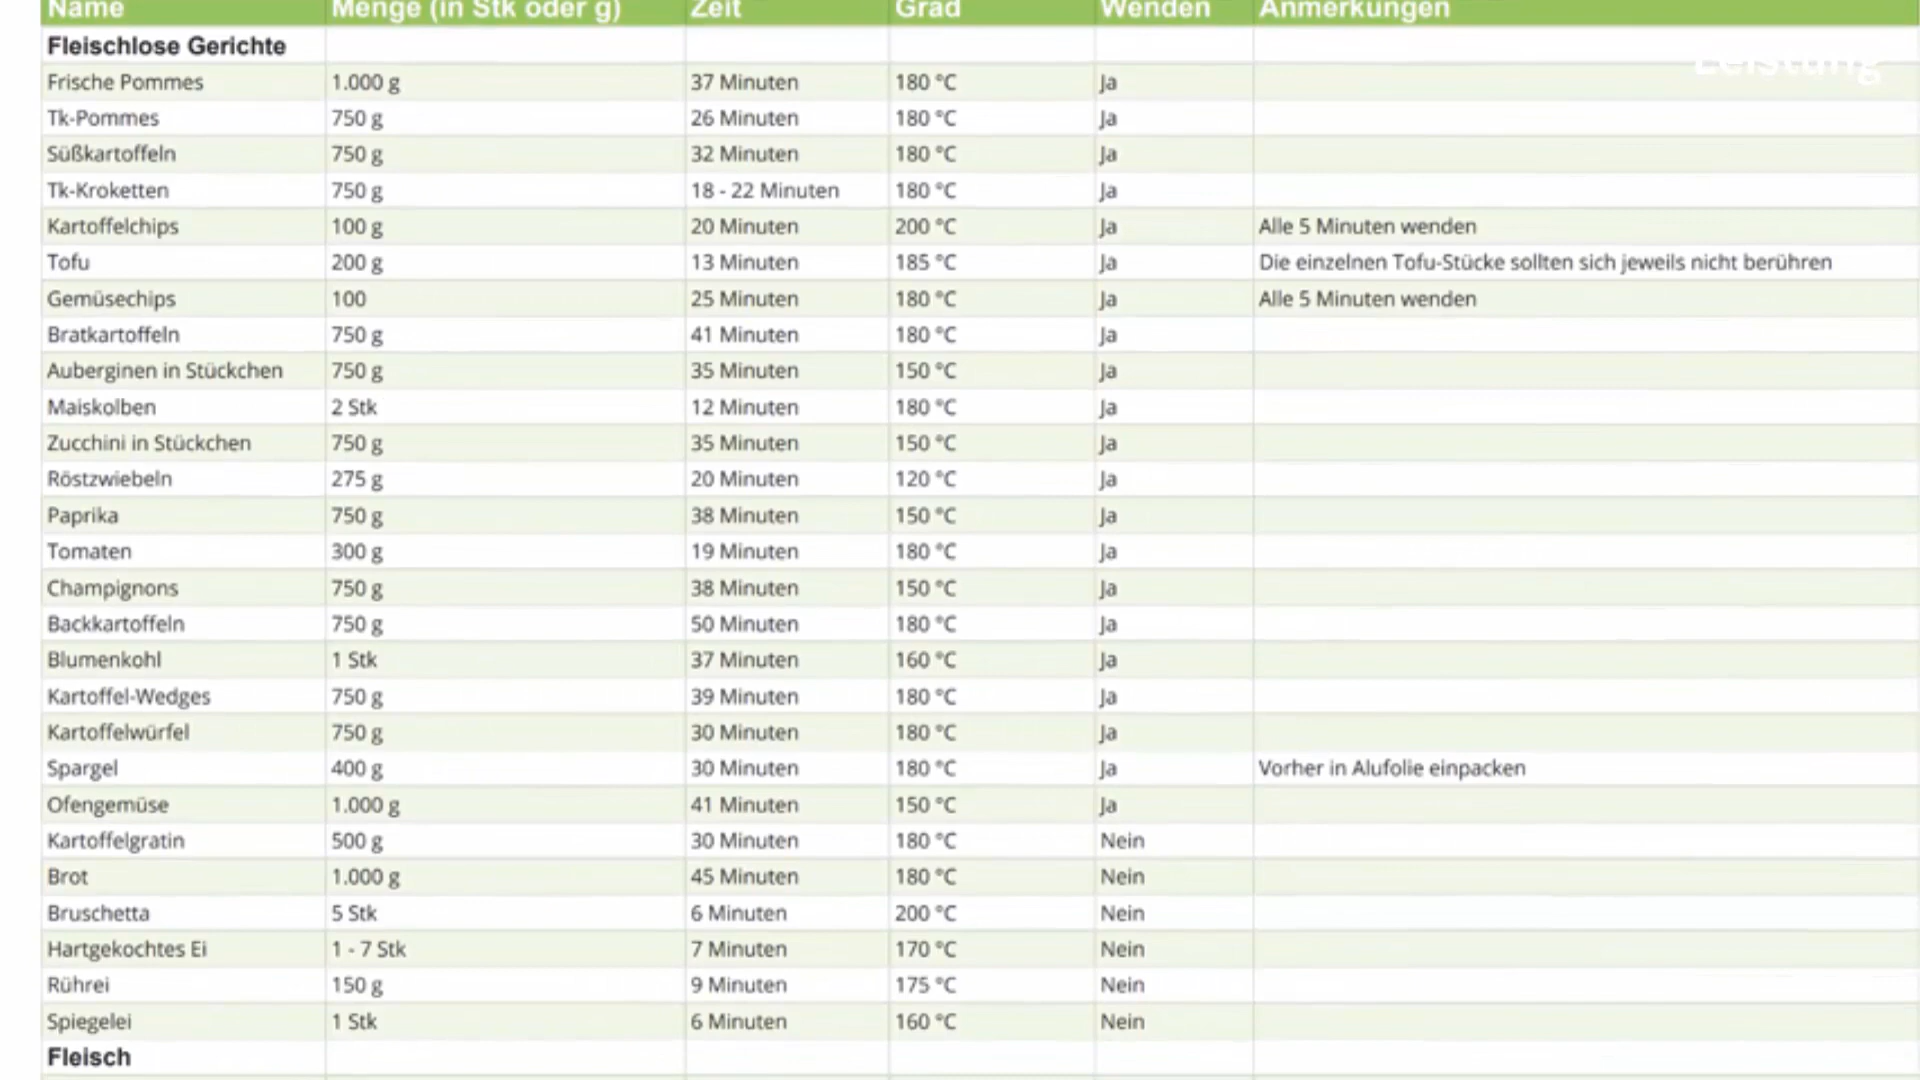 Name Menge (in Stk oder g) Zeit Grad Wenden Anmerkungen
Fleischlose Gerichte
Leistung
Frische Pommes 1.000 g 37 Minuten 180 °C Ja
Tk-Pommes 750 g 26 Minuten 180 °C Ja
Süßkartoffeln 750 g 32 Minuten 180 °C Ja
Tk-Kroketten 750 g 18 - 22 Minuten 180 °C Ja
Kartoffelchips 100 g 20 Minuten 200 °C Ja Alle 5 Minuten wenden
Tofu 200 g 13 Minuten 185 °C Ja Die einzelnen Tofu-Stücke sollten sich jeweils nicht berühren
Gemüsechips 100 25 Minuten 180 °C Ja Alle 5 Minuten wenden
Bratkartoffeln 750 g 41 Minuten 180 °C Ja
Auberginen in Stückchen 750 g 35 Minuten 150 °C Ja
Maiskolben 2 Stk 12 Minuten 180 °C Ja
Zucchini in Stückchen 750 g 35 Minuten 150 °C Ja
Röstzwiebeln 275 g 20 Minuten 120 °C Ja
Paprika 750 g 38 Minuten 150 °C Ja
Tomaten 300 g 19 Minuten 180 °C Ja
Champignons 750 g 38 Minuten 150 °C Ja
Backkartoffeln 750 g 50 Minuten 180 °C Ja
Blumenkohl 1 Stk 37 Minuten 160 °C Ja
Kartoffel-Wedges 750 g 39 Minuten 180 °C Ja
Kartoffelwürfel 750 g 30 Minuten 180 °C Ja
Spargel 400 g 30 Minuten 180 °C Ja Vorher in Alufolie einpacken
Ofengemüse 1.000 g 41 Minuten 150 °C Ja
Kartoffelgratin 500 g 30 Minuten 180 °C Nein
Brot 1.000 g 45 Minuten 180 °C Nein
Bruschetta 5 Stk 6 Minuten 200 °C Nein
Hartgekochtes Ei 1 - 7 Stk 7 Minuten 170 °C Nein
Rührei 150 g 9 Minuten 175 °C Nein
Spiegelei 1 Stk 6 Minuten 160 °C Nein
Fleisch